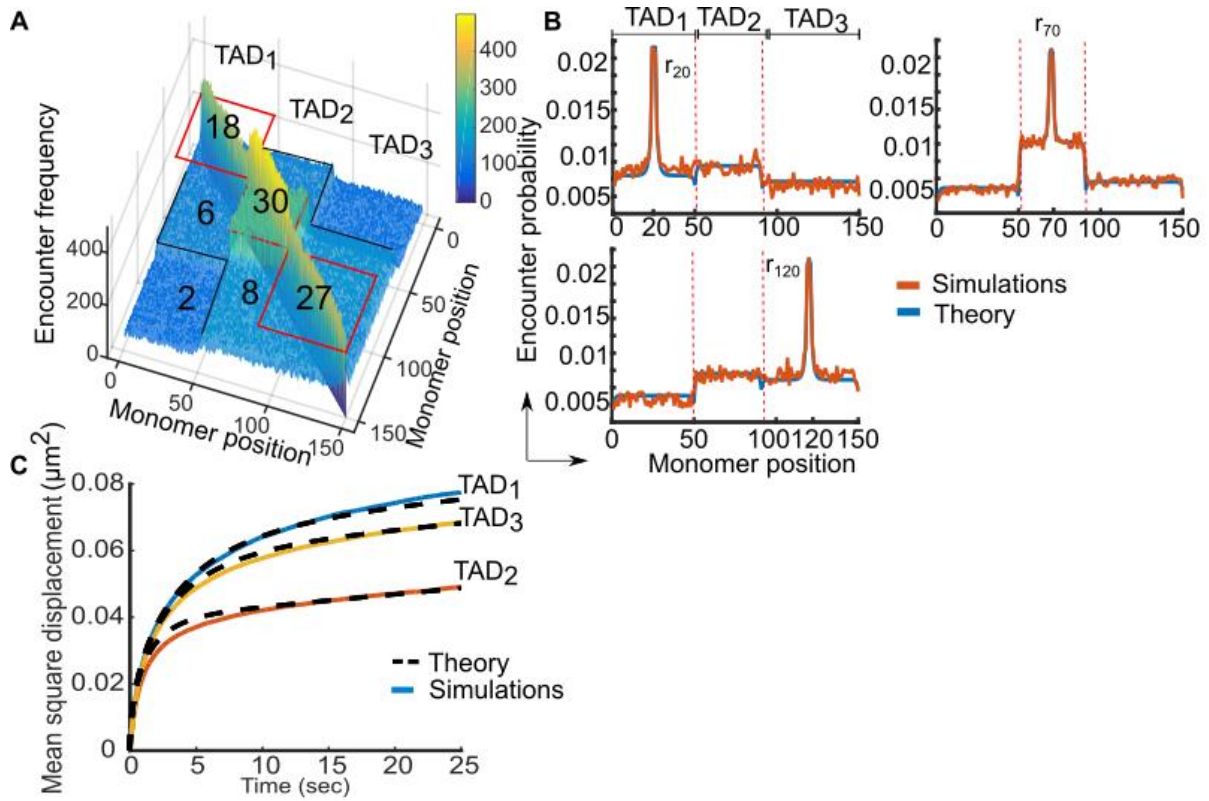 A
TAD1
TAD2
TAD3
18
30
6
2
8
27
Encounter frequency
400
200
0
0
50
100
150
Monomer position
0
50
100
150
Monomer position
400
300
200
100
0
B
TAD1 TAD2 TAD3
r20
0.02
0.015
0.01
0.005
0 20 50 100 150
r70
0.02
0.015
0.01
0.005
0 50 70 100 150
r120
0.02
0.015
0.01
0.005
0 50 100 120 150
Encounter probability
Monomer position
Simulations
Theory
C
Mean square displacement (μm²)
0.08
0.06
0.04
0.02
0
0 5 10 15 20 25
Time (sec)
TAD1
TAD3
TAD2
Theory
Simulations